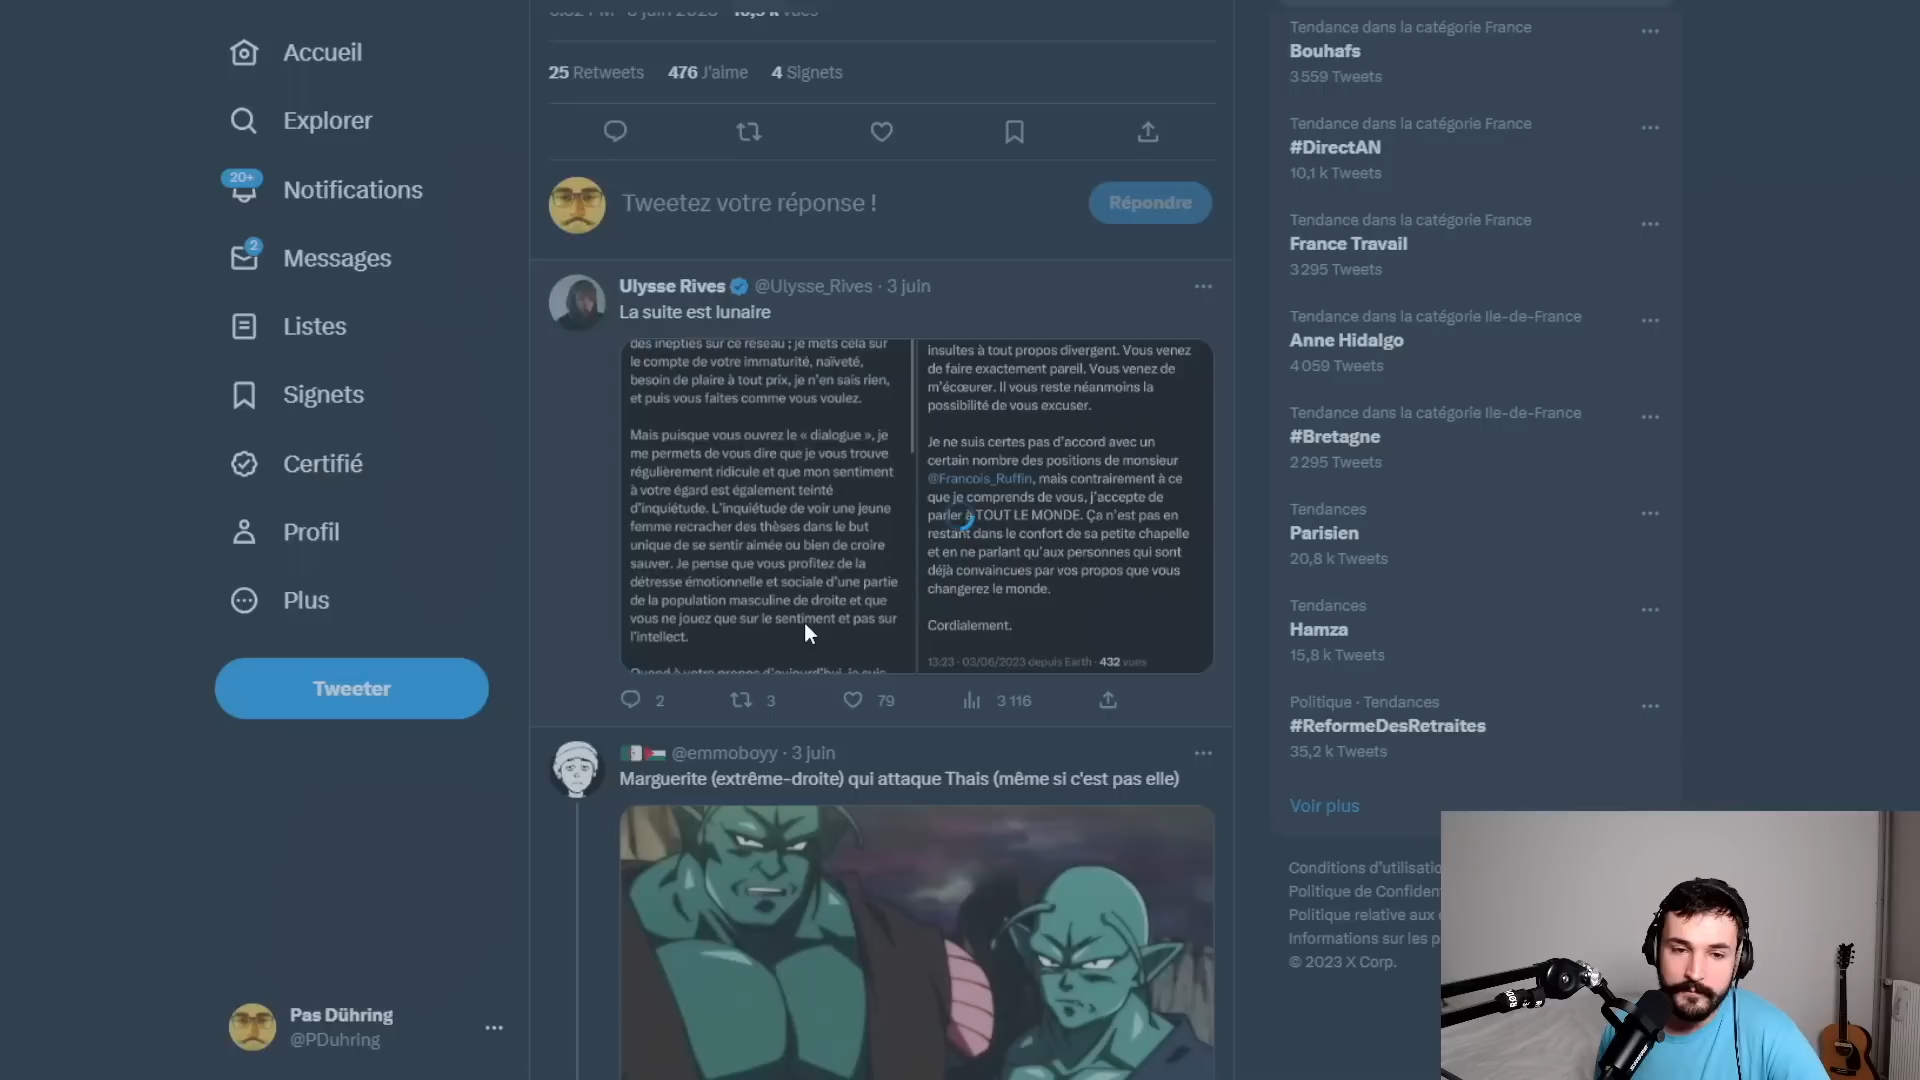 Accueil
Explorer
20+
Notifications
2
Messages
Listes
Signets
Certifié
Profil
Plus
Tweeter
Pas Dühring
@PDuhring
25 Retweets 476 J'aime 4 Signets
Tweetez votre réponse !
Répondre
Ulysse Rives @Ulysse_Rives · 3 juin
La suite est lunaire
des inepties sur ce réseau ; je mets cela sur
le compte de votre immaturité, naïveté,
besoin de plaire à tout prix, je n'en sais rien,
et puis vous faites comme vous voulez.
Mais puisque vous ouvrez le « dialogue », je
me permets de vous dire que je vous trouve
régulièrement ridicule et que mon sentiment
à votre égard est également teinté
d'inquiétude. L'inquiétude de voir une jeune
femme recracher des thèses dans le but
unique de se sentir aimée ou bien de croire
sauver. Je pense que vous profitez de la
détresse émotionnelle et sociale d'une partie
de la population masculine de droite et que
vous ne jouez que sur le sentiment et pas sur
l'intellect.
Quand à votre propos d'aujourd'hui, je suis
insultes à tout propos divergent. Vous venez
de faire exactement pareil. Vous venez de
m'écœurer. Il vous reste néanmoins la
possibilité de vous excuser.
Je ne suis certes pas d'accord avec un
certain nombre des positions de monsieur
@Francois_Ruffin, mais contrairement à ce
que je comprends de vous, j'accepte de
parler à TOUT LE MONDE. Ça n'est pas en
restant dans le confort de sa petite chapelle
et en ne parlant qu'aux personnes qui sont
déjà convaincues par vos propos que vous
changerez le monde.
Cordialement.
13:23 · 03/06/2023 depuis Earth · 432 vues
2 3 79 3 116
@emmoboyy · 3 juin
Marguerite (extrême-droite) qui attaque Thais (même si c'est pas elle)
Tendance dans la catégorie France
Bouhafs
3 559 Tweets
Tendance dans la catégorie France
#DirectAN
10,1 k Tweets
Tendance dans la catégorie France
France Travail
3 295 Tweets
Tendance dans la catégorie Ile-de-France
Anne Hidalgo
4 059 Tweets
Tendance dans la catégorie Ile-de-France
#Bretagne
2 295 Tweets
Tendances
Parisien
20,8 k Tweets
Tendances
Hamza
15,8 k Tweets
Politique · Tendances
#ReformeDesRetraites
35,2 k Tweets
Voir plus
Conditions d'utilisatio
Politique de Confiden
Politique relative aux
Informations sur les p
© 2023 X Corp.